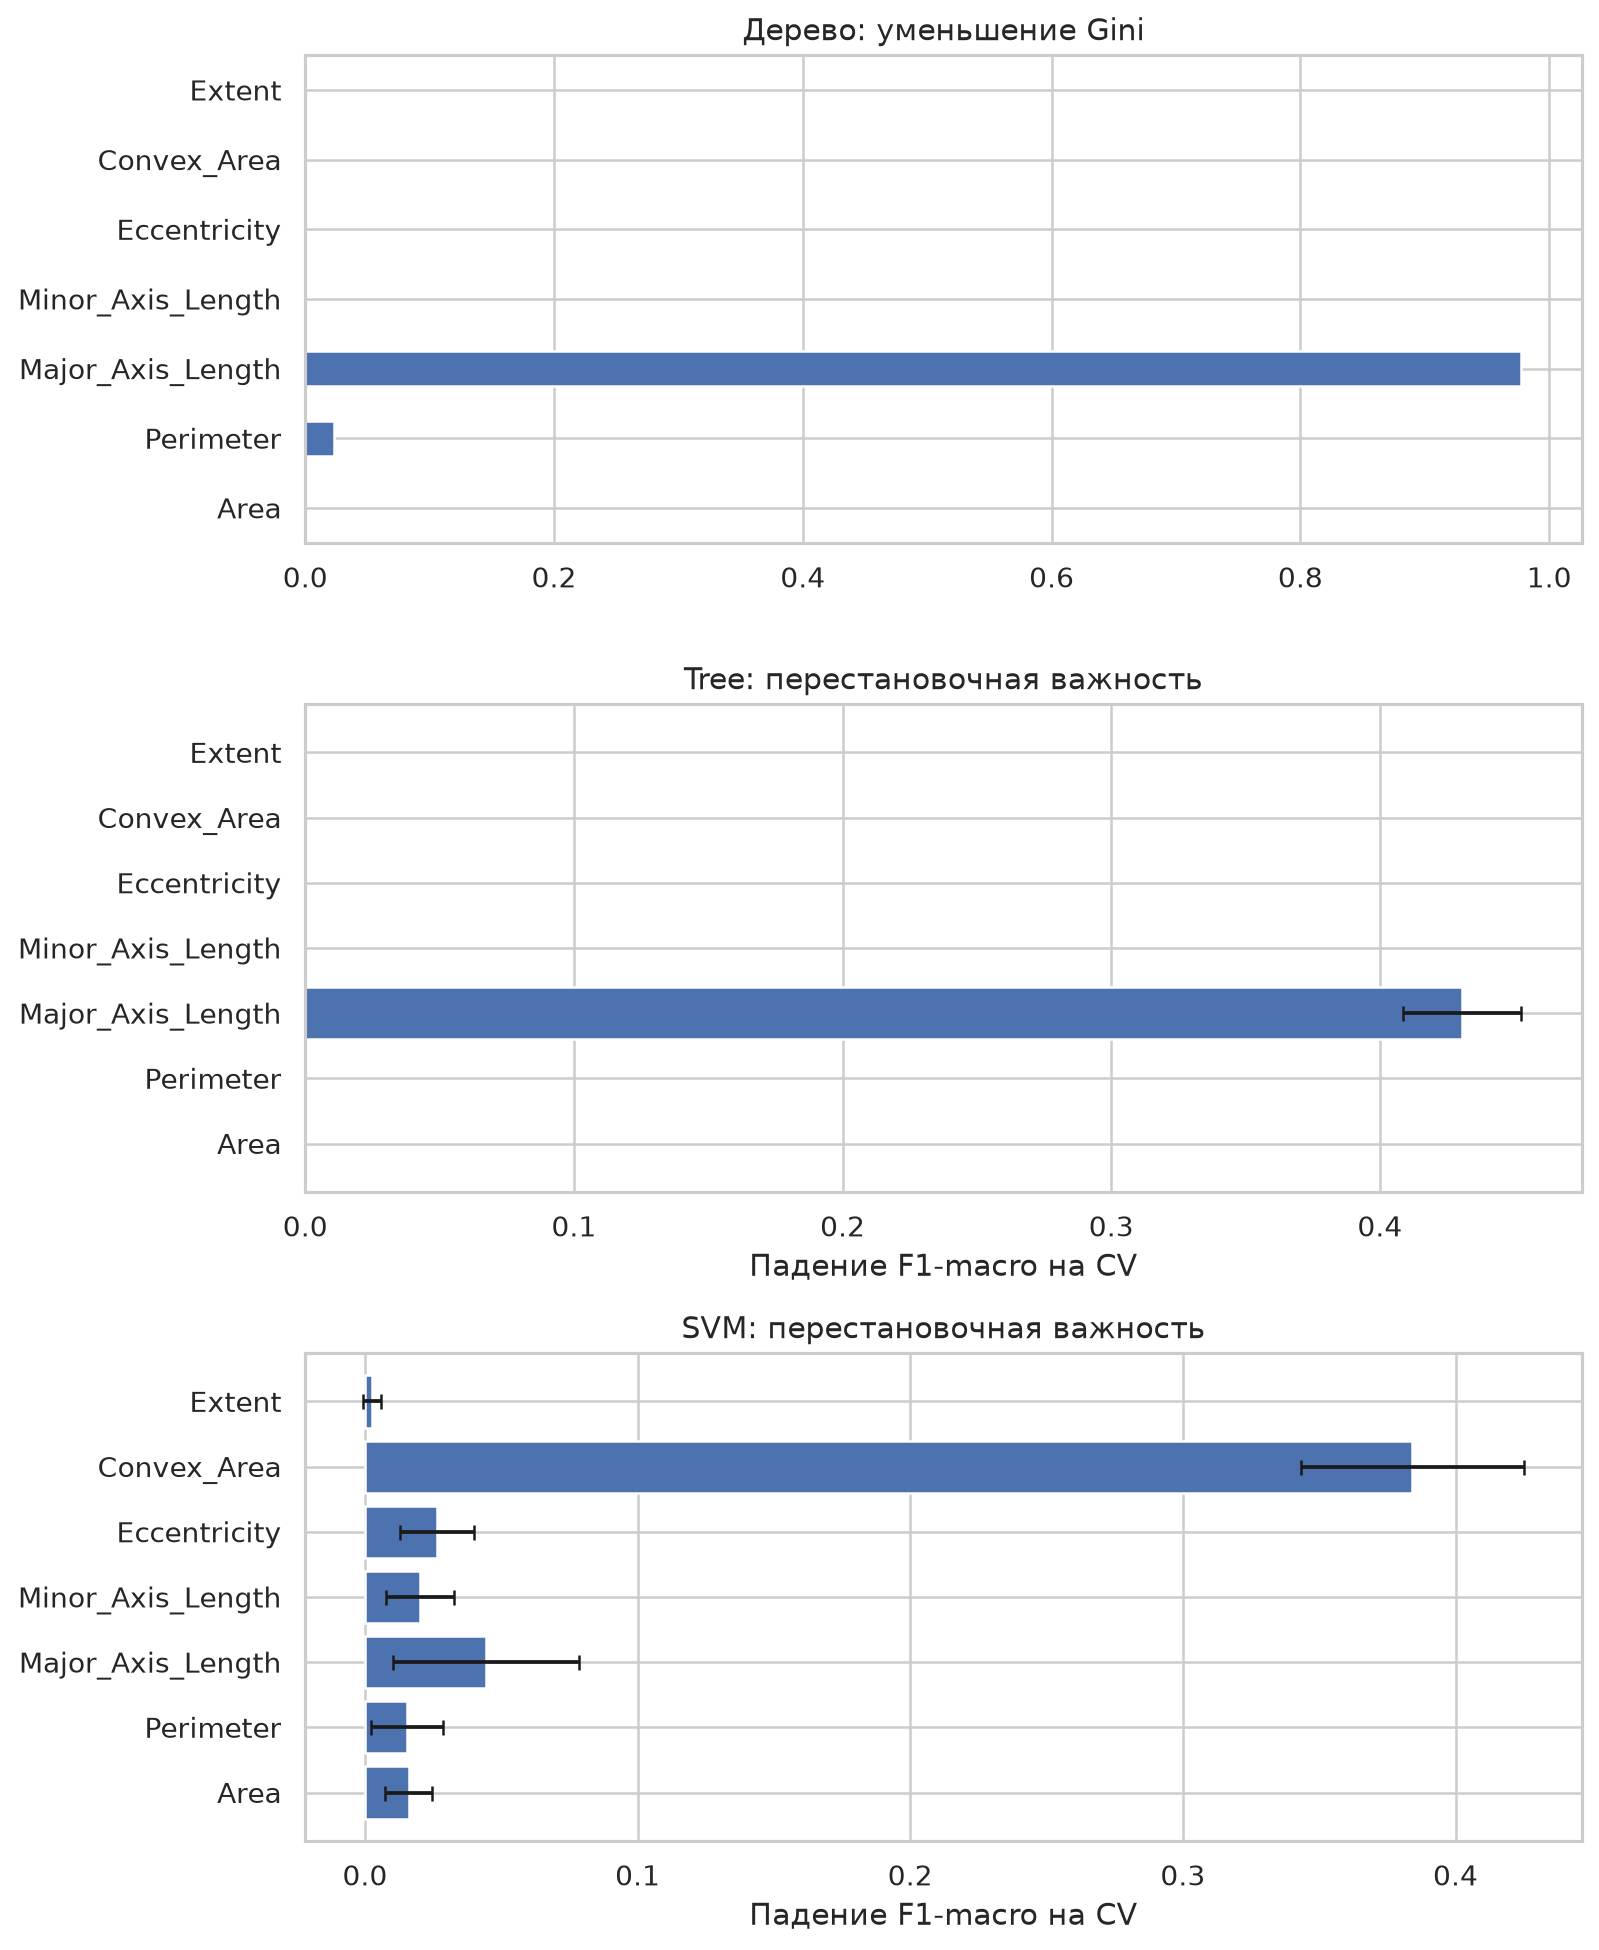 Дерево: уменьшение Gini
Extent
Convex_Area
Eccentricity
Minor_Axis_Length
Major_Axis_Length
Perimeter
Area
0.0 0.2 0.4 0.6 0.8 1.0
Tree: перестановочная важность
Extent
Convex_Area
Eccentricity
Minor_Axis_Length
Major_Axis_Length
Perimeter
Area
0.0 0.1 0.2 0.3 0.4
Падение F1-macro на CV
SVM: перестановочная важность
Extent
Convex_Area
Eccentricity
Minor_Axis_Length
Major_Axis_Length
Perimeter
Area
0.0 0.1 0.2 0.3 0.4
Падение F1-macro на CV